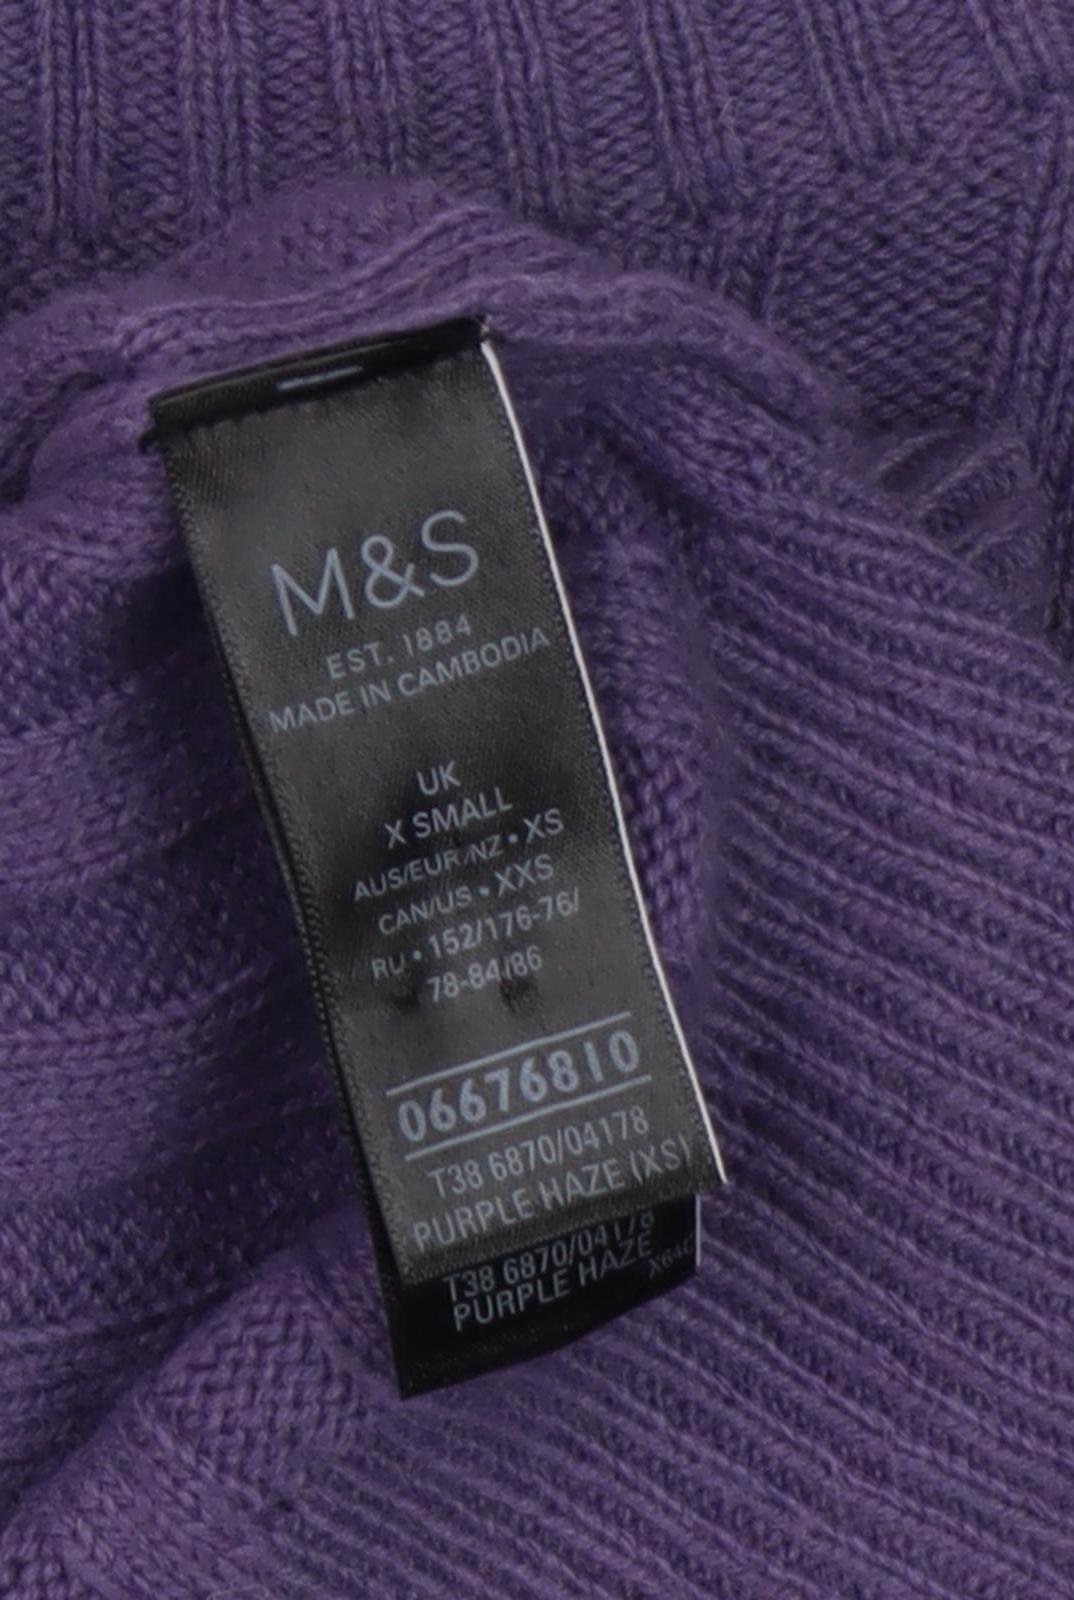 M&S
EST. 1884
MADE IN CAMBODIA
UK
X SMALL
AUS/EUR/NZ • XS
CAN/US • XXS
RU • 152/176-76/
78-84/86
06676810
T38 6870/04178
PURPLE HAZE (XS)
T38 6870/04178
PURPLE HAZE